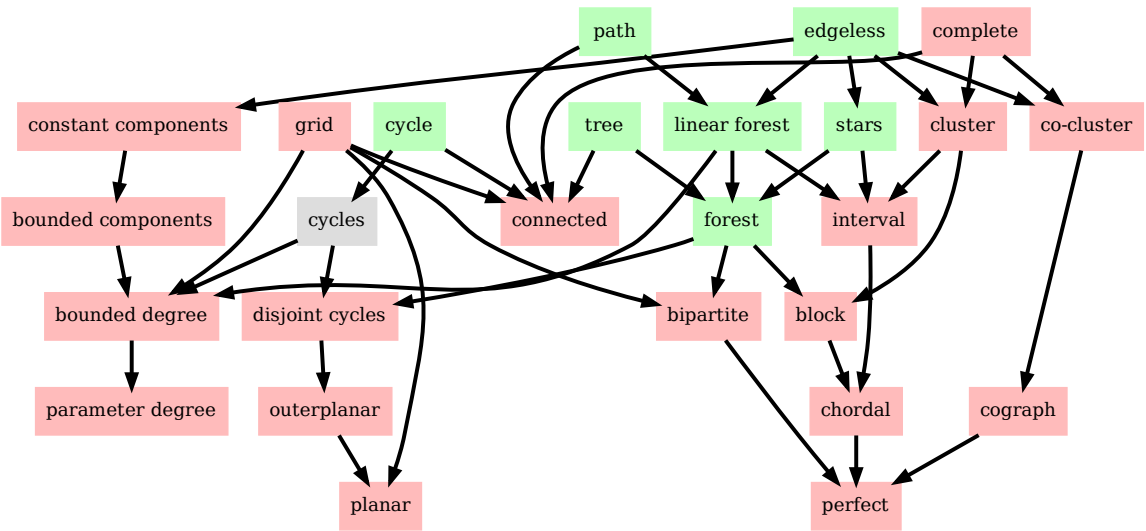 path
edgeless
complete
constant components
grid
cycle
tree
linear forest
stars
cluster
co-cluster
bounded components
cycles
connected
forest
interval
bounded degree
disjoint cycles
bipartite
block
parameter degree
outerplanar
chordal
cograph
planar
perfect